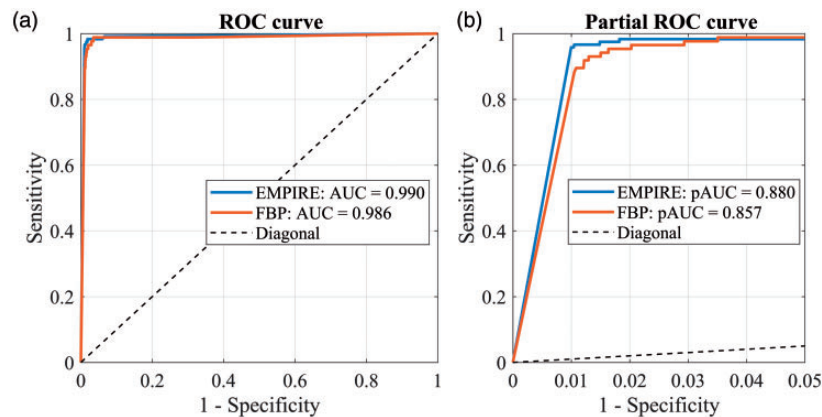 (a)
ROC curve
1
0.8
0.6
0.4
0.2
0
Sensitivity
EMPIRE: AUC = 0.990
FBP: AUC = 0.986
Diagonal
0 0.2 0.4 0.6 0.8 1
1 - Specificity
(b)
Partial ROC curve
1
0.8
0.6
0.4
0.2
0
Sensitivity
EMPIRE: pAUC = 0.880
FBP: pAUC = 0.857
Diagonal
0 0.01 0.02 0.03 0.04 0.05
1 - Specificity